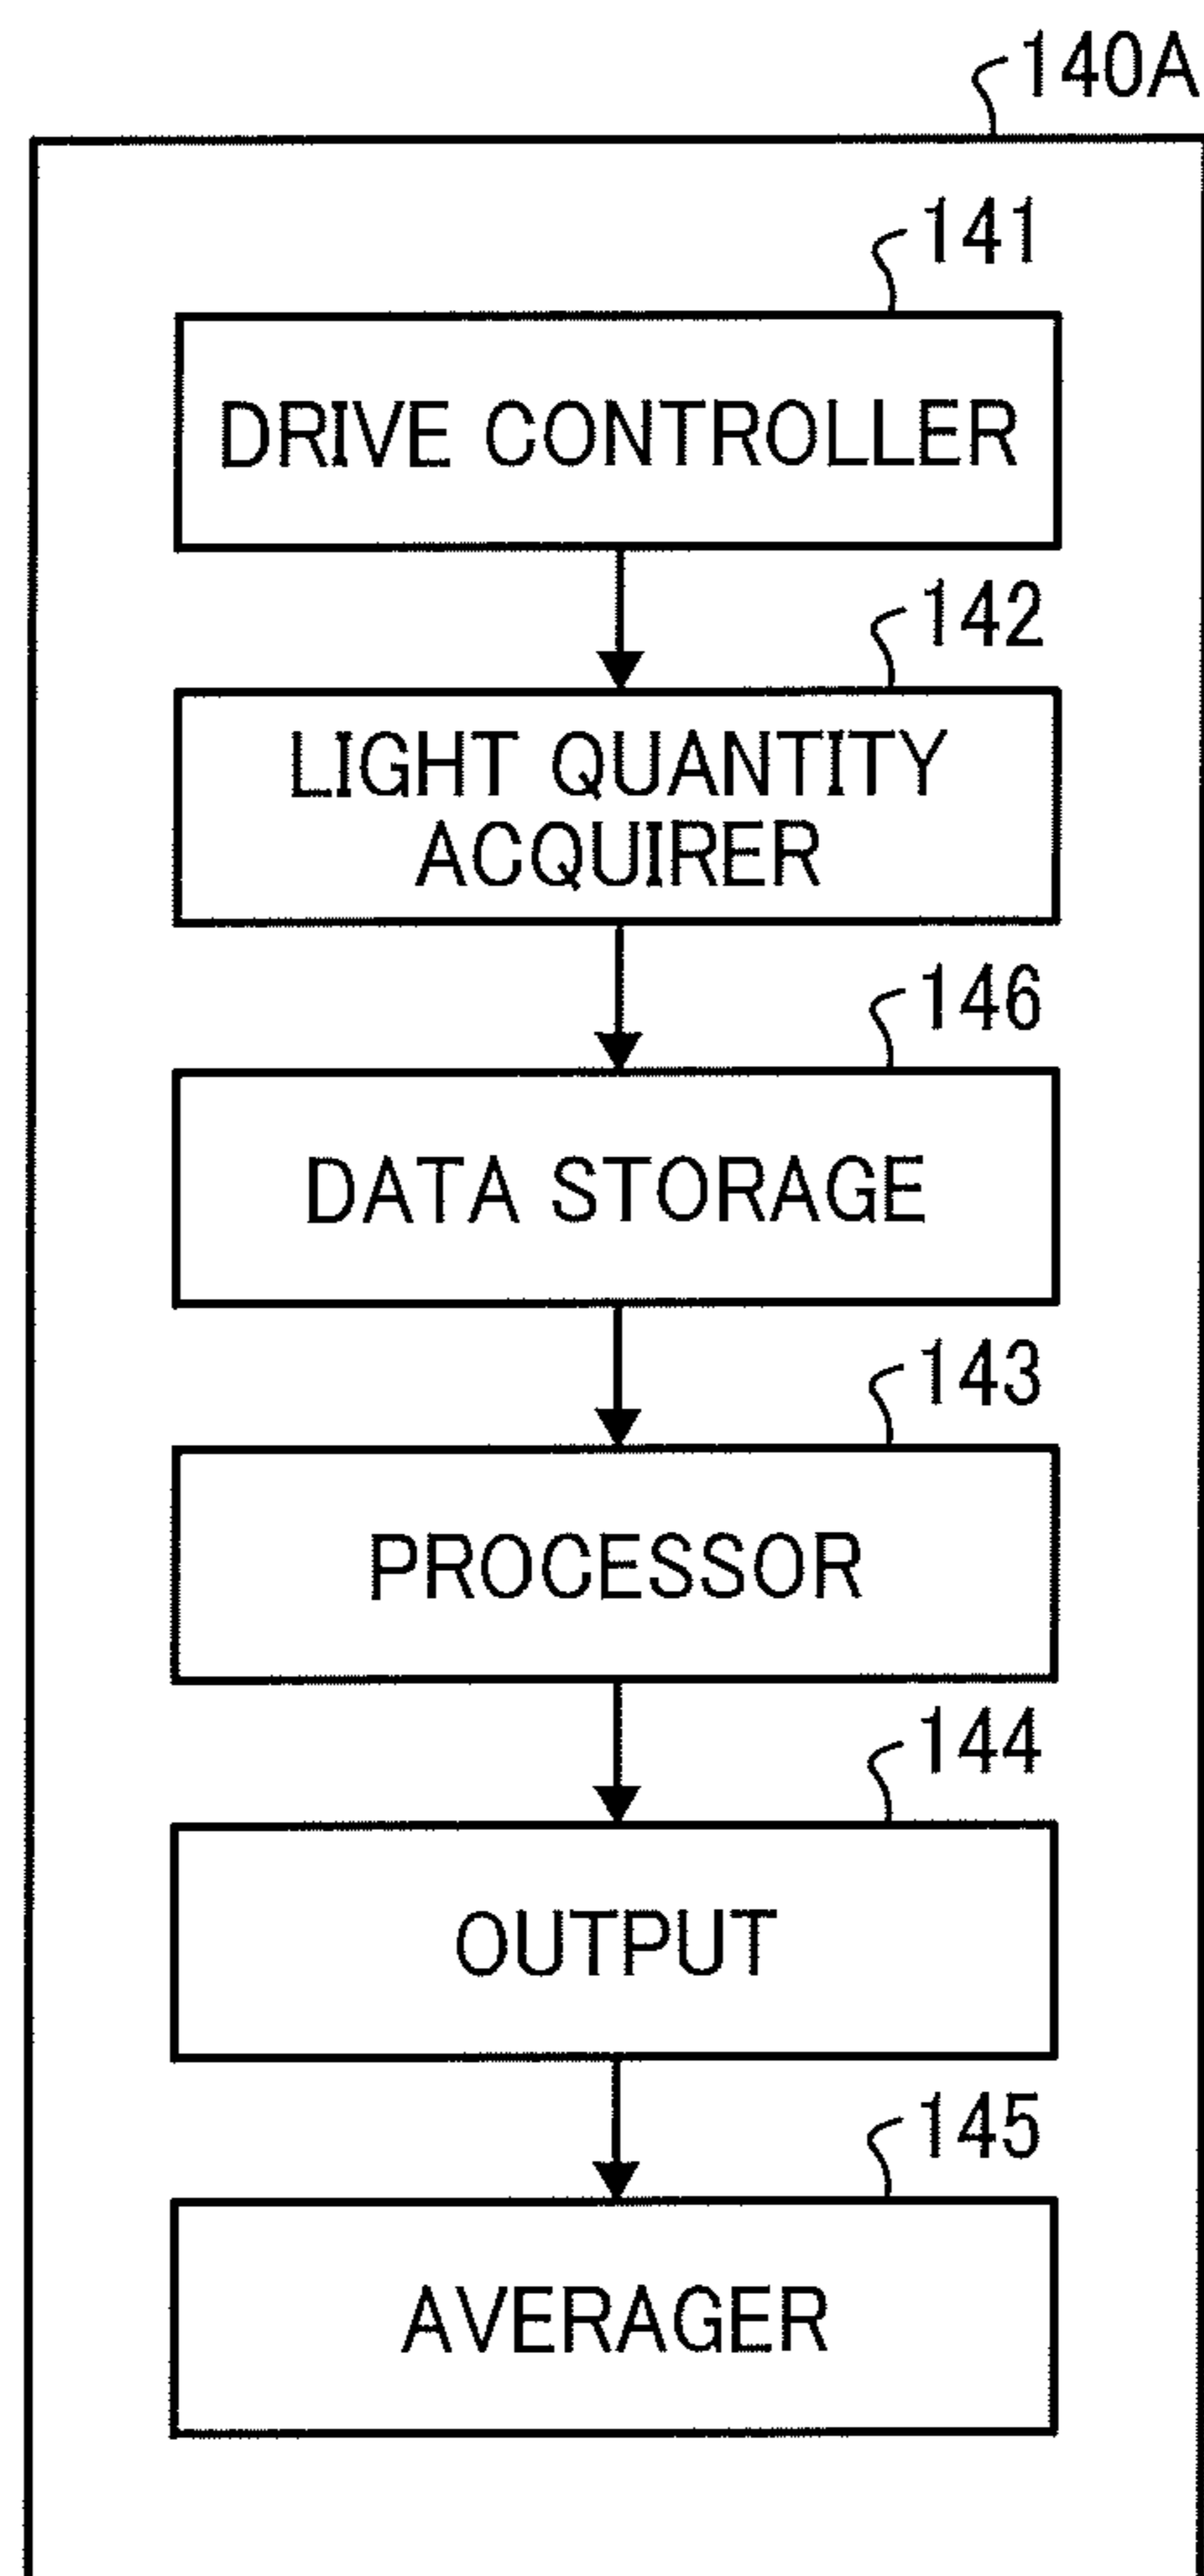 140A
141
DRIVE CONTROLLER
142
LIGHT QUANTITY
ACQUIRER
146
DATA STORAGE
143
PROCESSOR
144
OUTPUT
145
AVERAGER